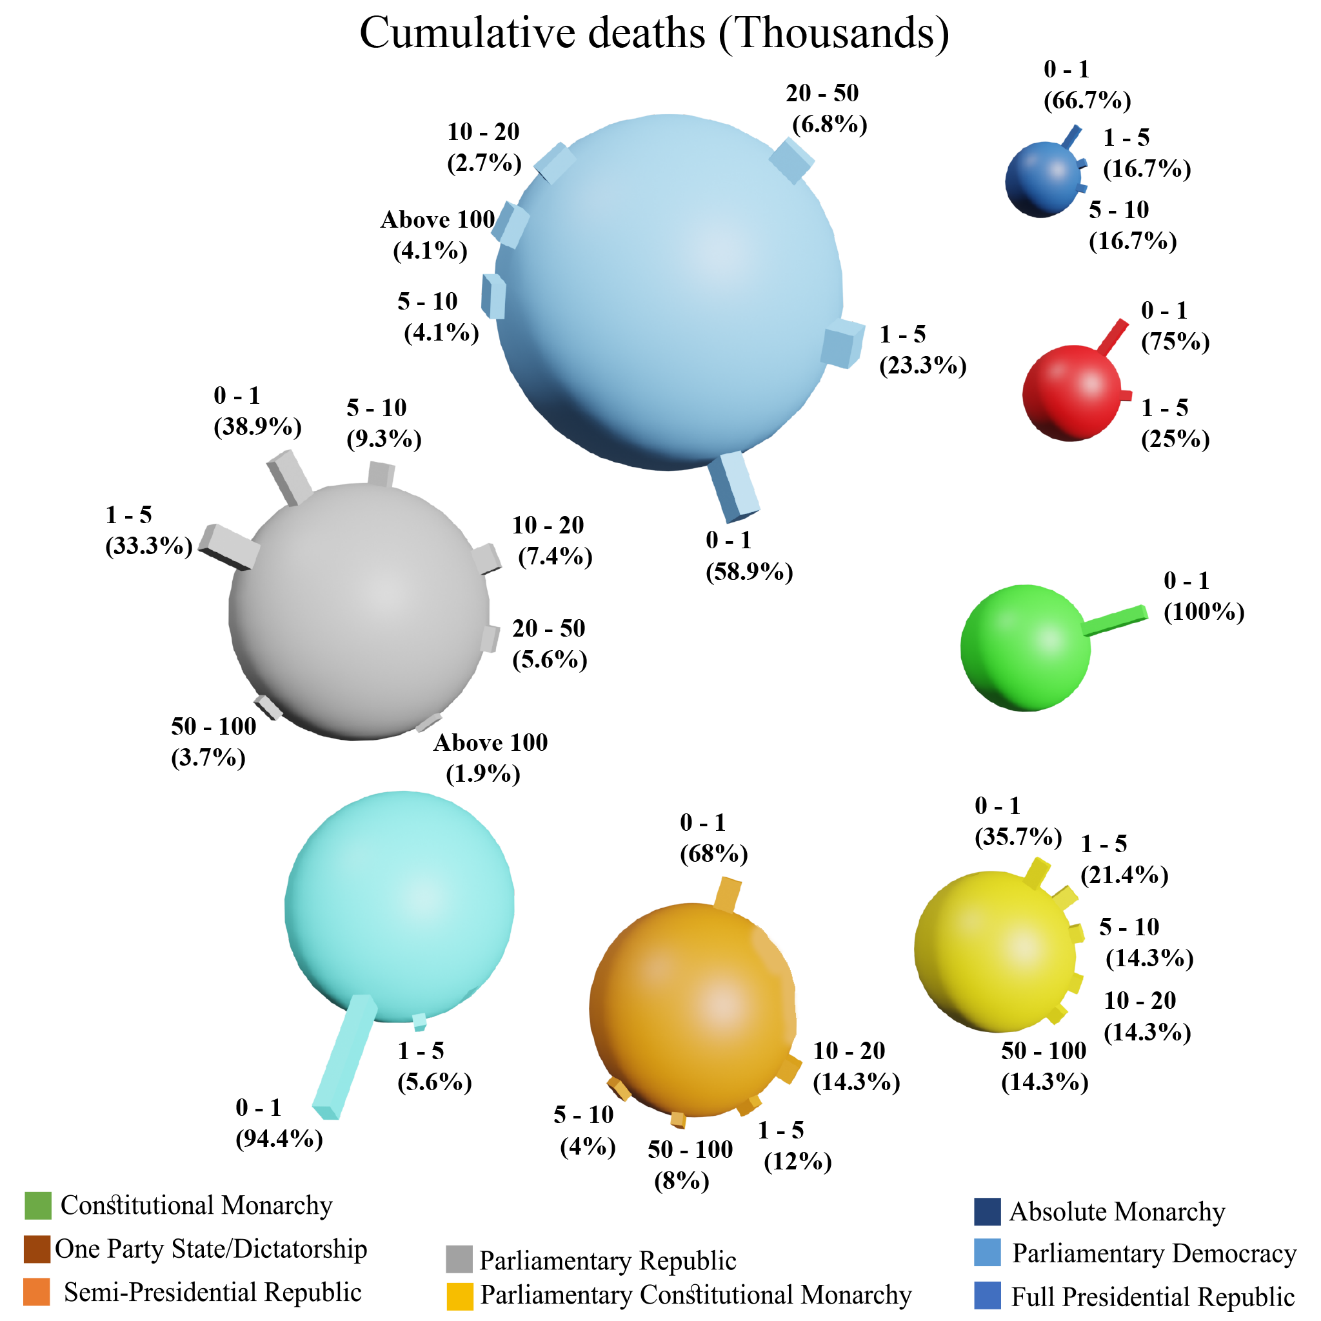 Cumulative deaths (Thousands)
0 - 1
(66.7%)
1 - 5
(16.7%)
5 - 10
(16.7%)
20 - 50
(6.8%)
10 - 20
(2.7%)
Above 100
(4.1%)
5 - 10
(4.1%)
1 - 5
(23.3%)
0 - 1
(58.9%)
0 - 1
(75%)
1 - 5
(25%)
0 - 1
(38.9%)
5 - 10
(9.3%)
1 - 5
(33.3%)
10 - 20
(7.4%)
20 - 50
(5.6%)
50 - 100
(3.7%)
Above 100
(1.9%)
0 - 1
(100%)
0 - 1
(94.4%)
1 - 5
(5.6%)
0 - 1
(68%)
10 - 20
(14.3%)
1 - 5
(12%)
50 - 100
(8%)
5 - 10
(4%)
0 - 1
(35.7%)
1 - 5
(21.4%)
5 - 10
(14.3%)
10 - 20
(14.3%)
50 - 100
(14.3%)
Constitutional Monarchy
One Party State/Dictatorship
Semi-Presidential Republic
Parliamentary Republic
Parliamentary Constitutional Monarchy
Absolute Monarchy
Parliamentary Democracy
Full Presidential Republic